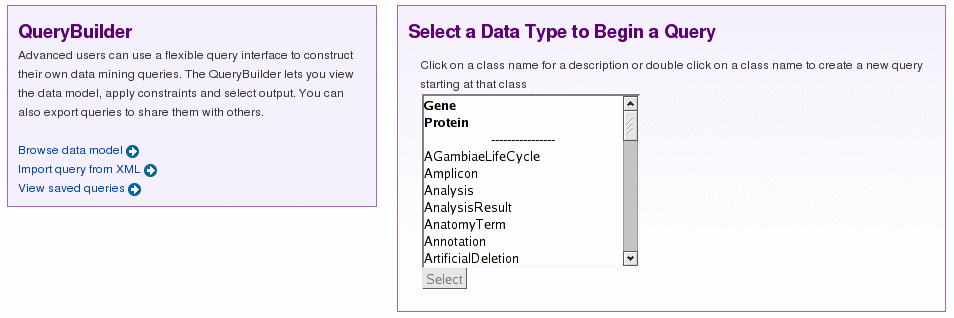 QueryBuilder
Advanced users can use a flexible query interface to construct
their own data mining queries. The QueryBuilder lets you view
the data model, apply constraints and select output. You can
also export queries to share them with others.
Browse data model
Import query from XML
View saved queries
Select a Data Type to Begin a Query
Click on a class name for a description or double click on a class name to create a new query
starting at that class
Gene
Protein
----------------
AGambiaeLifeCycle
Amplicon
Analysis
AnalysisResult
AnatomyTerm
Annotation
ArtificialDeletion
Select